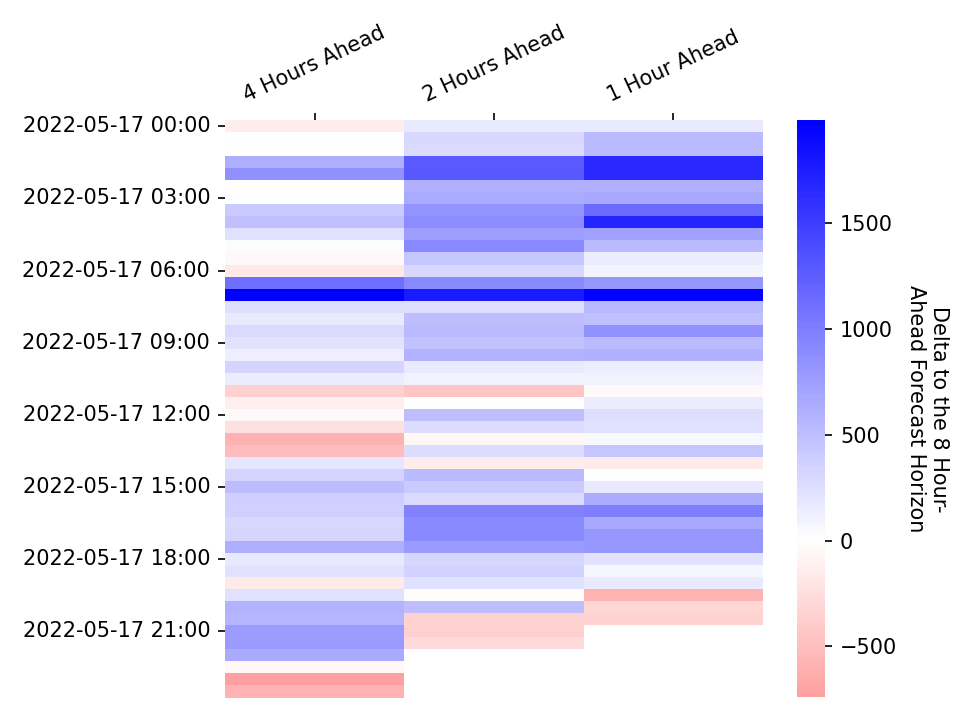 4 Hours Ahead
2 Hours Ahead
1 Hour Ahead
2022-05-17 00:00
2022-05-17 03:00
2022-05-17 06:00
2022-05-17 09:00
2022-05-17 12:00
2022-05-17 15:00
2022-05-17 18:00
2022-05-17 21:00
1500
1000
500
0
−500
Delta to the 8 Hour-
Ahead Forecast Horizon